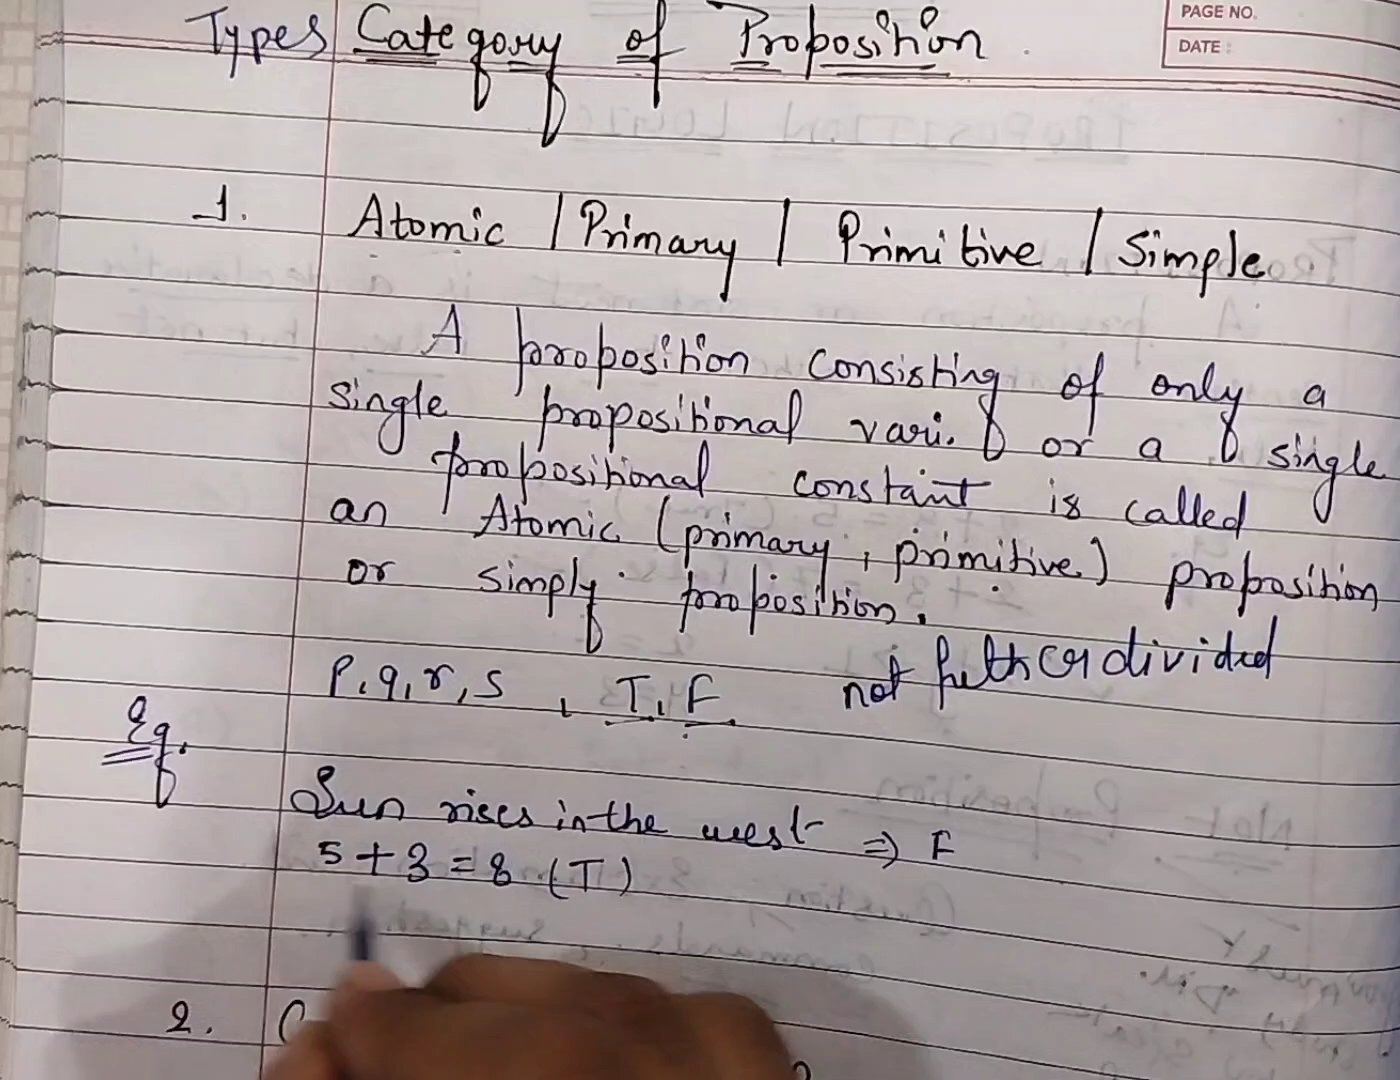 PAGE NO.
DATE :
Types Category of Proposition
1. Atomic | Primary | Primitive | Simple
A proposition consisting of only a
single propositional vari. or a single
propositional constant is called
an Atomic (primary, primitive) proposition
or simply proposition.
P, q, r, s , T, F not divided
Eg.
Sun rises in the west ⇒ F
5 + 3 = 8 (T)
2.